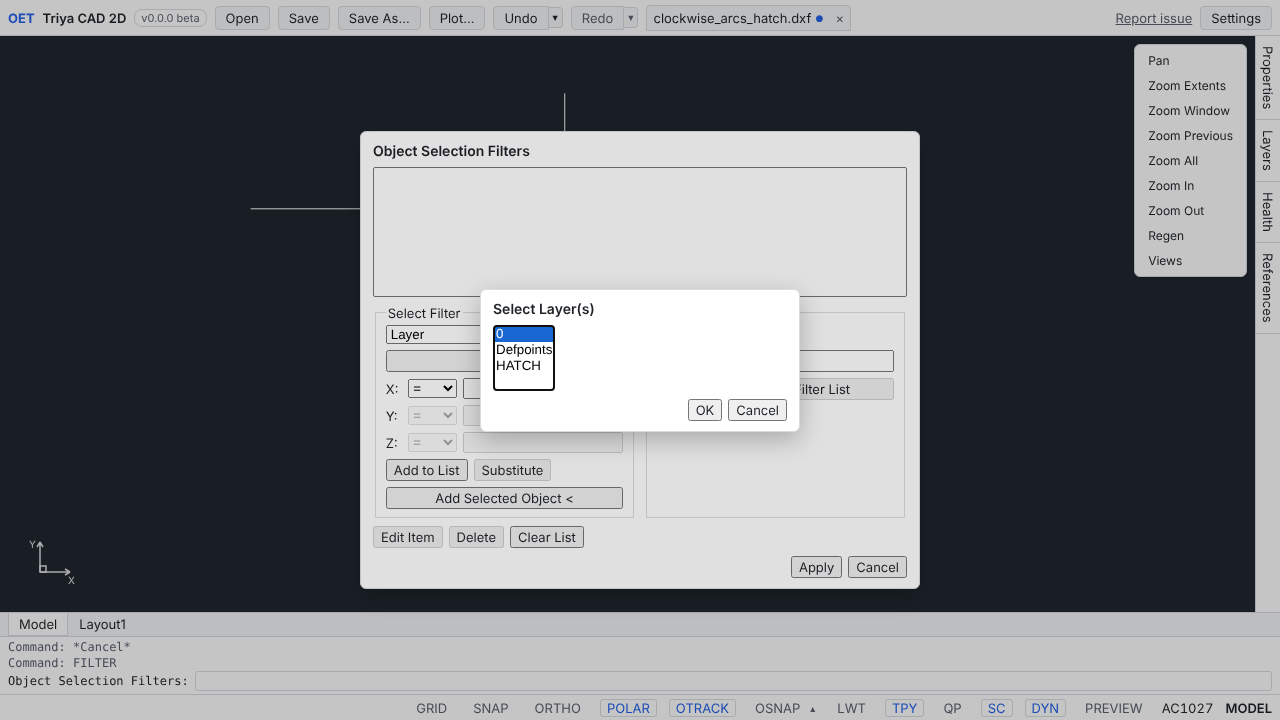 OET Triya CAD 2D v0.0.0 beta Open Save Save As... Plot... Undo ▾ Redo ▾ clockwise_arcs_hatch.dxf ● × Report issue Settings
Pan
Zoom Extents
Zoom Window
Zoom Previous
Zoom All
Zoom In
Zoom Out
Regen
Views
Properties
Layers
Health
References
Object Selection Filters
Select Filter
Layer
X: =
Y: =
Z: =
Add to List Substitute
Add Selected Object <
Filter List
Edit Item Delete Clear List
Apply Cancel
Select Layer(s)
0
Defpoints
HATCH
OK Cancel
Y
X
Model Layout1
Command: *Cancel*
Command: FILTER
Object Selection Filters:
GRID SNAP ORTHO POLAR OTRACK OSNAP ▲ LWT TPY QP SC DYN PREVIEW AC1027 MODEL